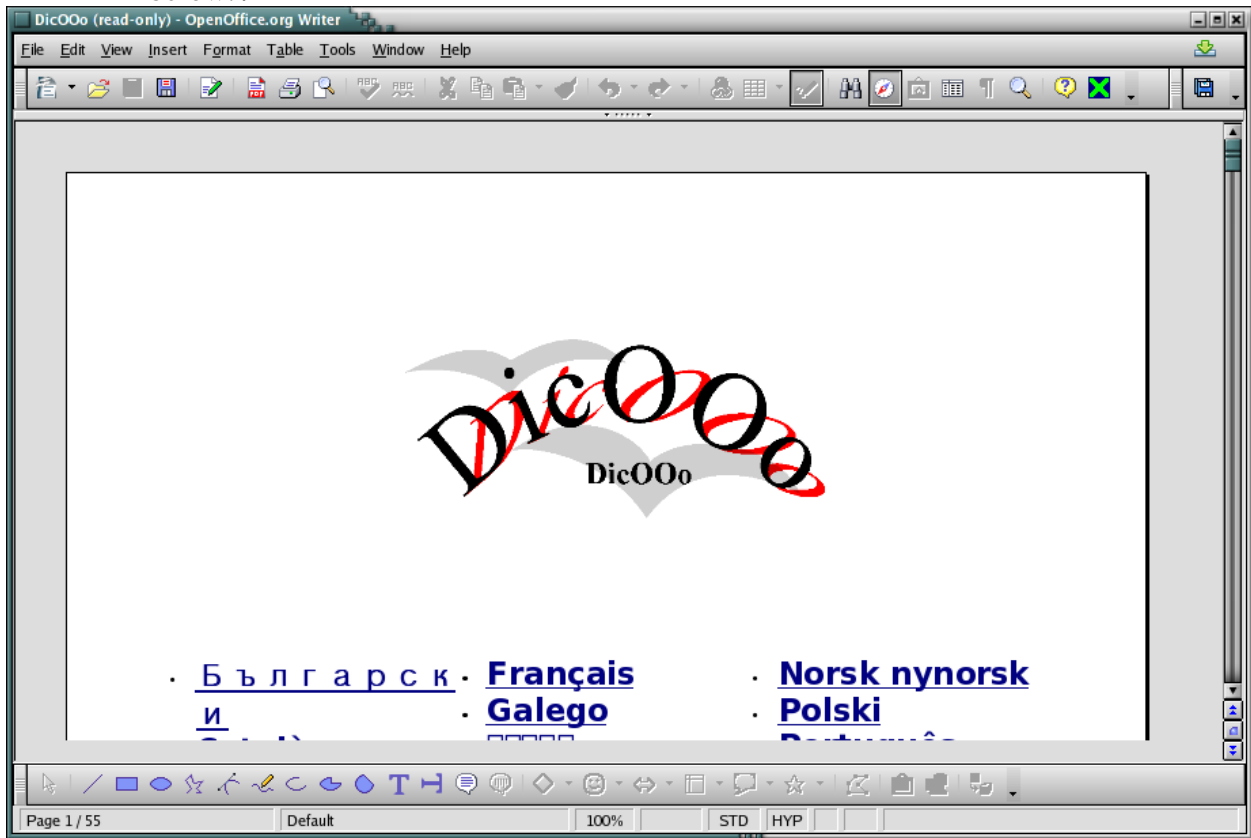 DicOOo (read-only) - OpenOffice.org Writer
File Edit View Insert Format Table Tools Window Help
DicOOo
DicOOo
Българск
и
Français
Galego
Norsk nynorsk
Polski
Page 1 / 55 Default 100% STD HYP